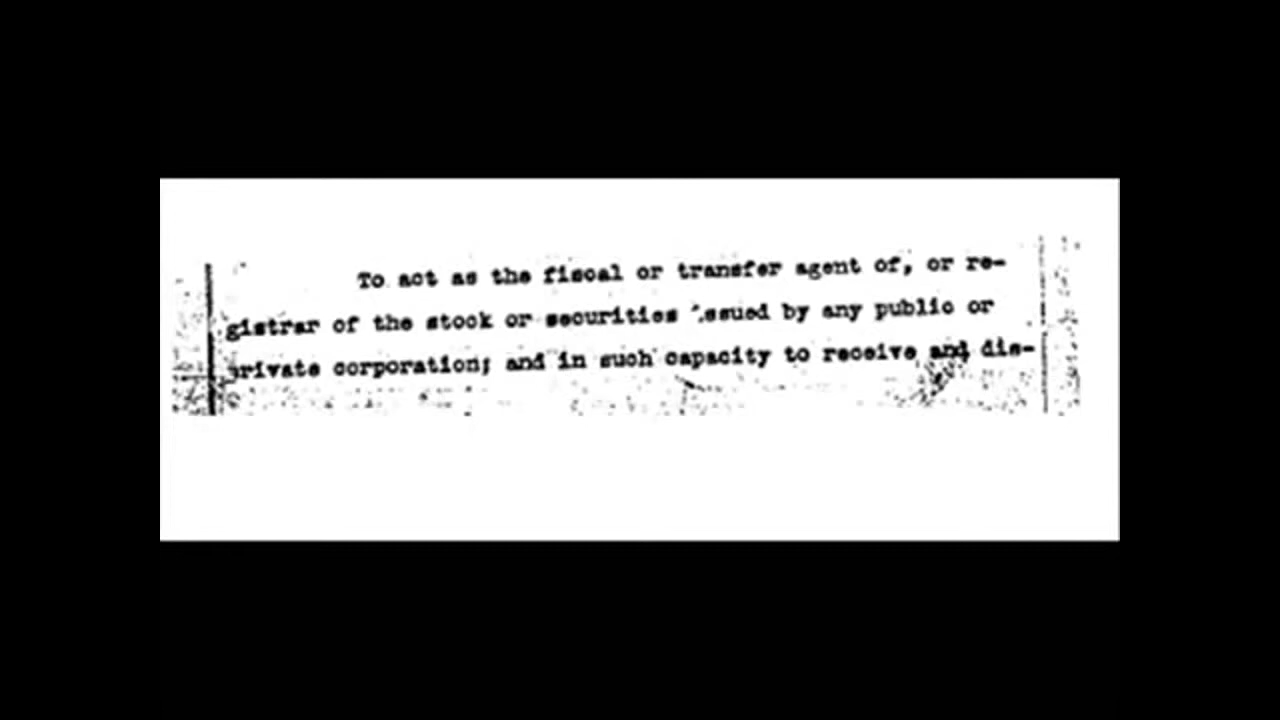 To act as the fiscal or transfer agent of, or re-
gistrar of the stock or securities issued by any public or
private corporation; and in such capacity to receive and dis-